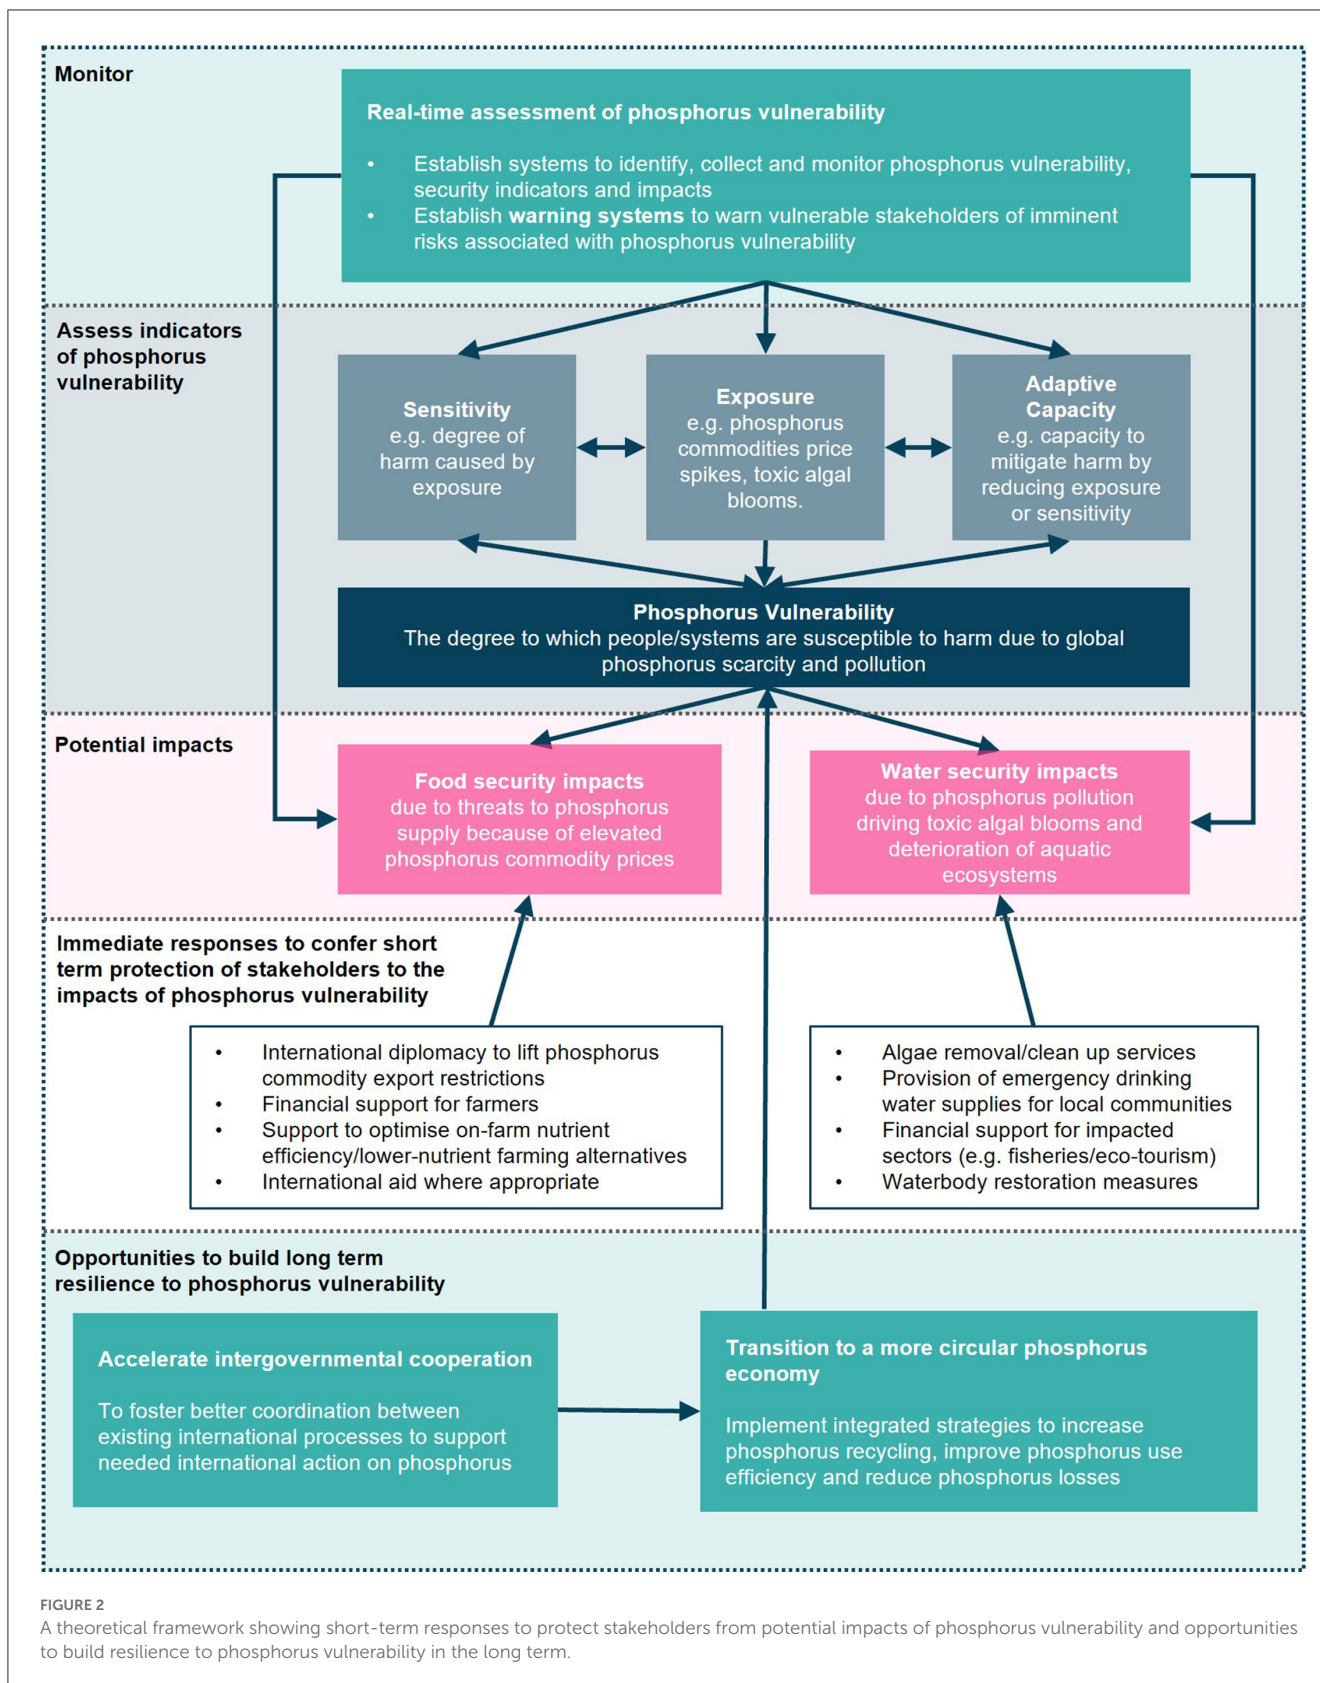 Monitor
Real-time assessment of phosphorus vulnerability
• Establish systems to identify, collect and monitor phosphorus vulnerability,
security indicators and impacts
• Establish warning systems to warn vulnerable stakeholders of imminent
risks associated with phosphorus vulnerability
Assess indicators
of phosphorus
vulnerability
Sensitivity
e.g. degree of
harm caused by
exposure
Exposure
e.g. phosphorus
commodities price
spikes, toxic algal
blooms.
Adaptive
Capacity
e.g. capacity to
mitigate harm by
reducing exposure
or sensitivity
Phosphorus Vulnerability
The degree to which people/systems are susceptible to harm due to global
phosphorus scarcity and pollution
Potential impacts
Food security impacts
due to threats to phosphorus
supply because of elevated
phosphorus commodity prices
Water security impacts
due to phosphorus pollution
driving toxic algal blooms and
deterioration of aquatic
ecosystems
Immediate responses to confer short
term protection of stakeholders to the
impacts of phosphorus vulnerability
• International diplomacy to lift phosphorus
commodity export restrictions
• Financial support for farmers
• Support to optimise on-farm nutrient
efficiency/lower-nutrient farming alternatives
• International aid where appropriate
• Algae removal/clean up services
• Provision of emergency drinking
water supplies for local communities
• Financial support for impacted
sectors (e.g. fisheries/eco-tourism)
• Waterbody restoration measures
Opportunities to build long term
resilience to phosphorus vulnerability
Accelerate intergovernmental cooperation
To foster better coordination between
existing international processes to support
needed international action on phosphorus
Transition to a more circular phosphorus
economy
Implement integrated strategies to increase
phosphorus recycling, improve phosphorus use
efficiency and reduce phosphorus losses
FIGURE 2
A theoretical framework showing short-term responses to protect stakeholders from potential impacts of phosphorus vulnerability and opportunities
to build resilience to phosphorus vulnerability in the long term.